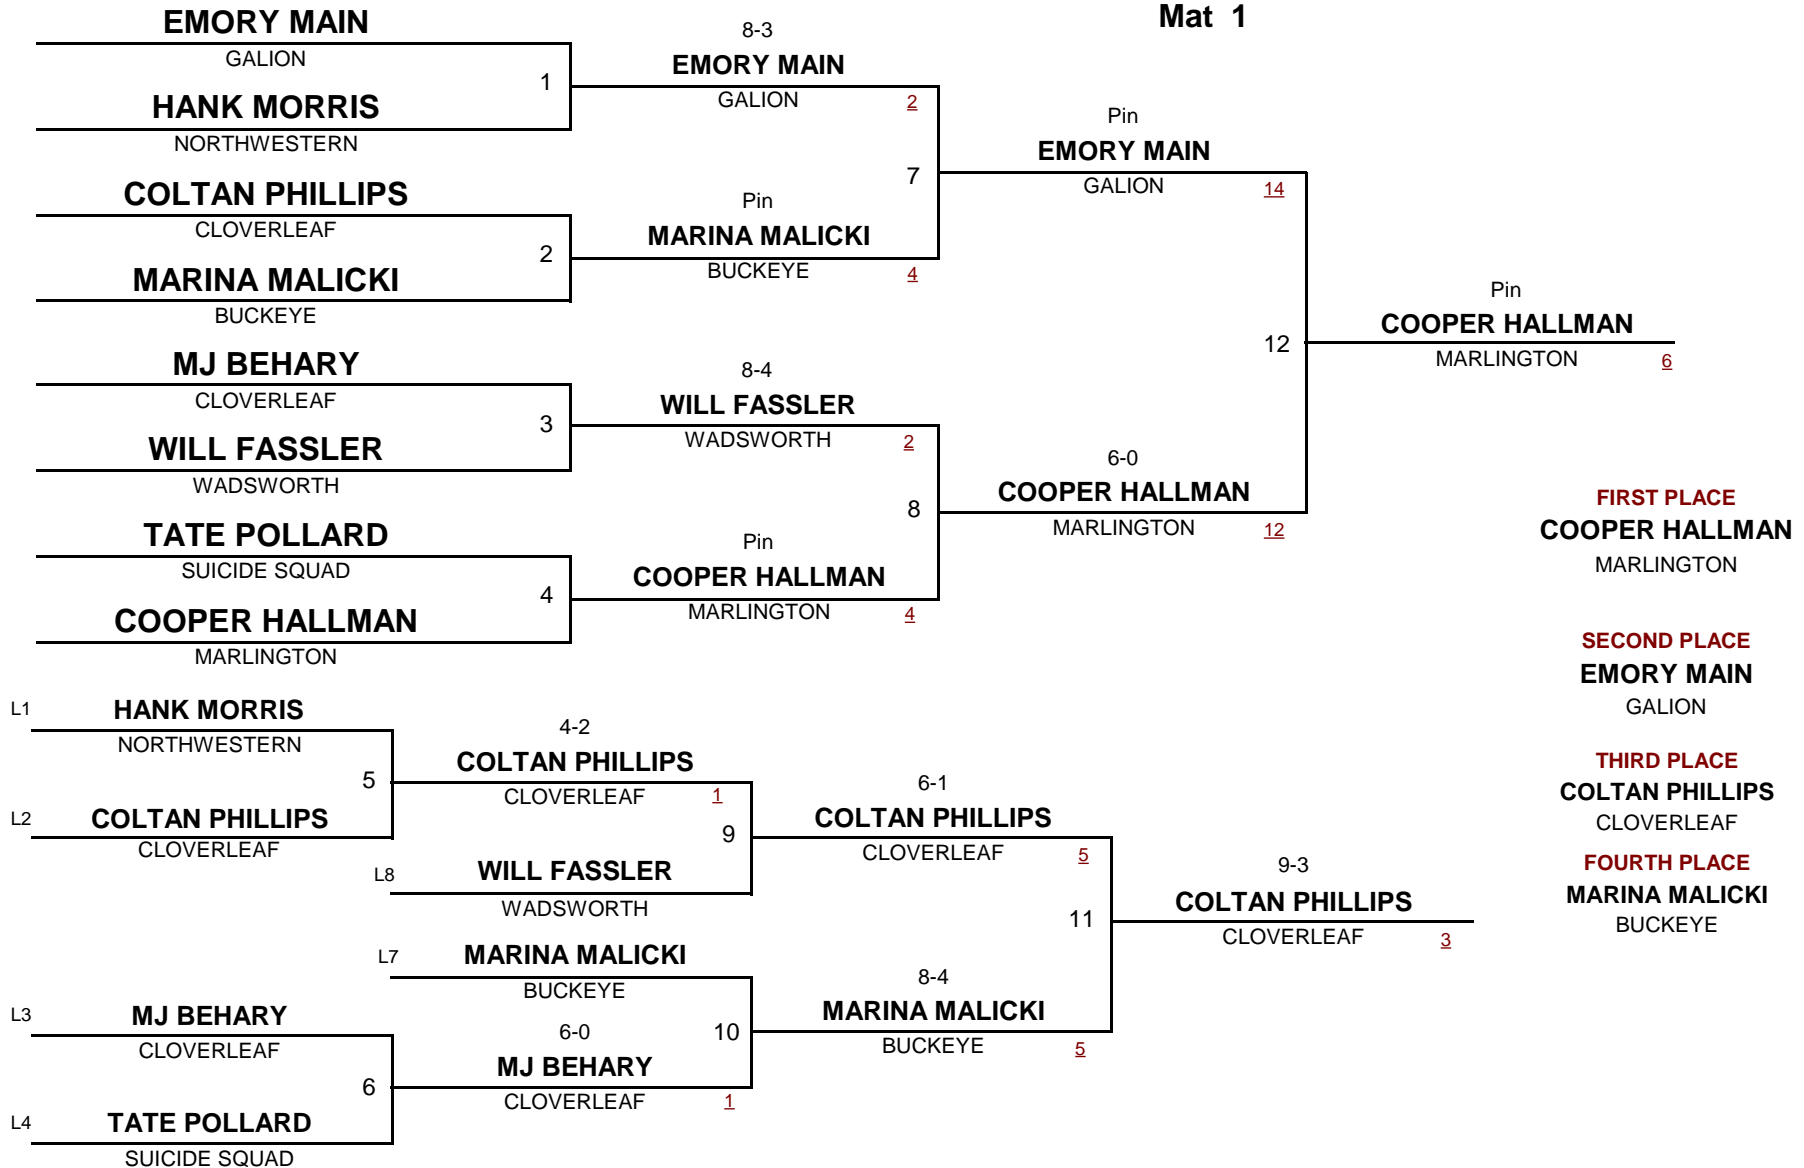 Mat 1
EMORY MAIN
GALION
1
HANK MORRIS
NORTHWESTERN
8-3
EMORY MAIN
GALION
2
COLTAN PHILLIPS
CLOVERLEAF
2
MARINA MALICKI
BUCKEYE
Pin
MARINA MALICKI
BUCKEYE
4
7
Pin
EMORY MAIN
GALION
14
MJ BEHARY
CLOVERLEAF
3
WILL FASSLER
WADSWORTH
8-4
WILL FASSLER
WADSWORTH
2
TATE POLLARD
SUICIDE SQUAD
4
COOPER HALLMAN
MARLINGTON
Pin
COOPER HALLMAN
MARLINGTON
4
8
6-0
COOPER HALLMAN
MARLINGTON
12
12
Pin
COOPER HALLMAN
MARLINGTON
6
FIRST PLACE
COOPER HALLMAN
MARLINGTON
SECOND PLACE
EMORY MAIN
GALION
THIRD PLACE
COLTAN PHILLIPS
CLOVERLEAF
FOURTH PLACE
MARINA MALICKI
BUCKEYE
L1
HANK MORRIS
NORTHWESTERN
5
L2
COLTAN PHILLIPS
CLOVERLEAF
4-2
COLTAN PHILLIPS
CLOVERLEAF
1
9
L8
WILL FASSLER
WADSWORTH
6-1
COLTAN PHILLIPS
CLOVERLEAF
5
L7
MARINA MALICKI
BUCKEYE
10
L3
MJ BEHARY
CLOVERLEAF
6
L4
TATE POLLARD
SUICIDE SQUAD
6-0
MJ BEHARY
CLOVERLEAF
1
8-4
MARINA MALICKI
BUCKEYE
5
11
9-3
COLTAN PHILLIPS
CLOVERLEAF
3